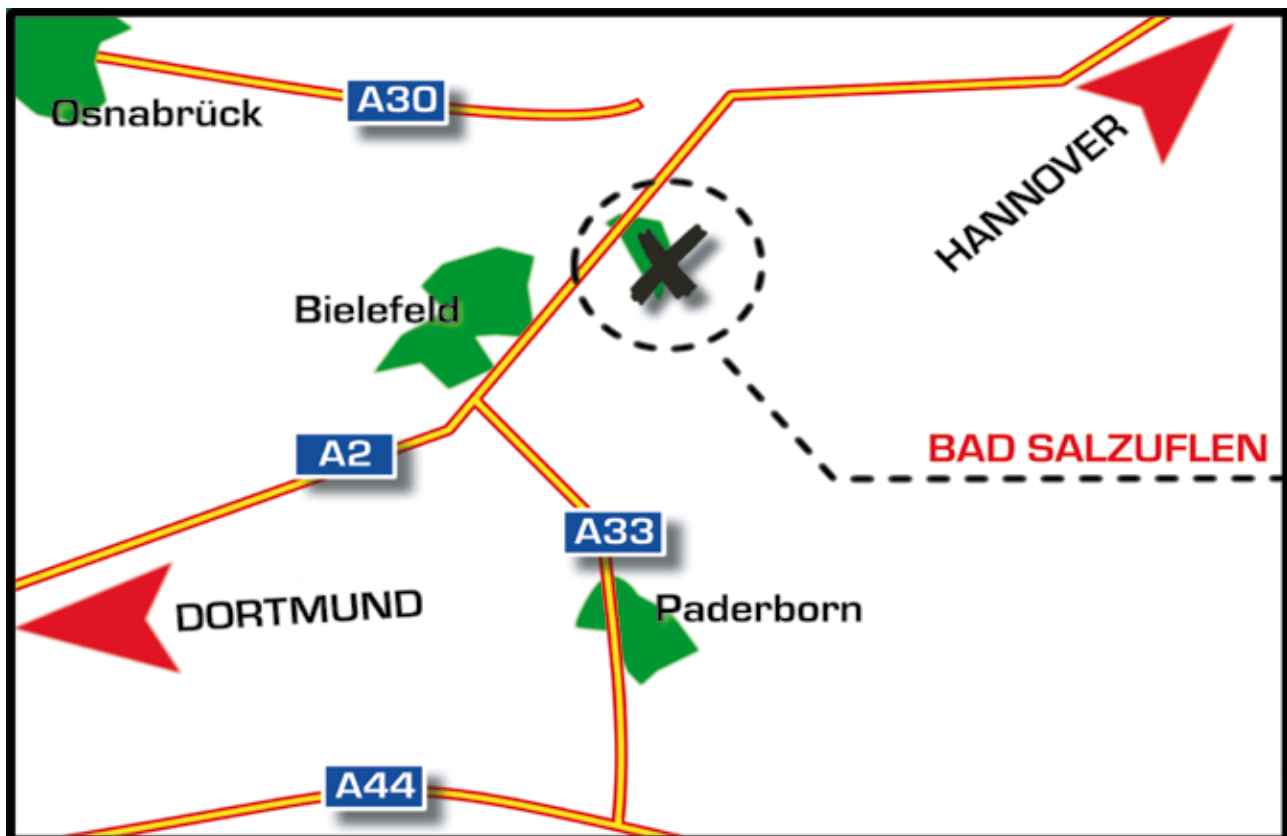 A30
Osnabrück
HANNOVER
Bielefeld
BAD SALZUFLEN
A2
A33
DORTMUND
Paderborn
A44